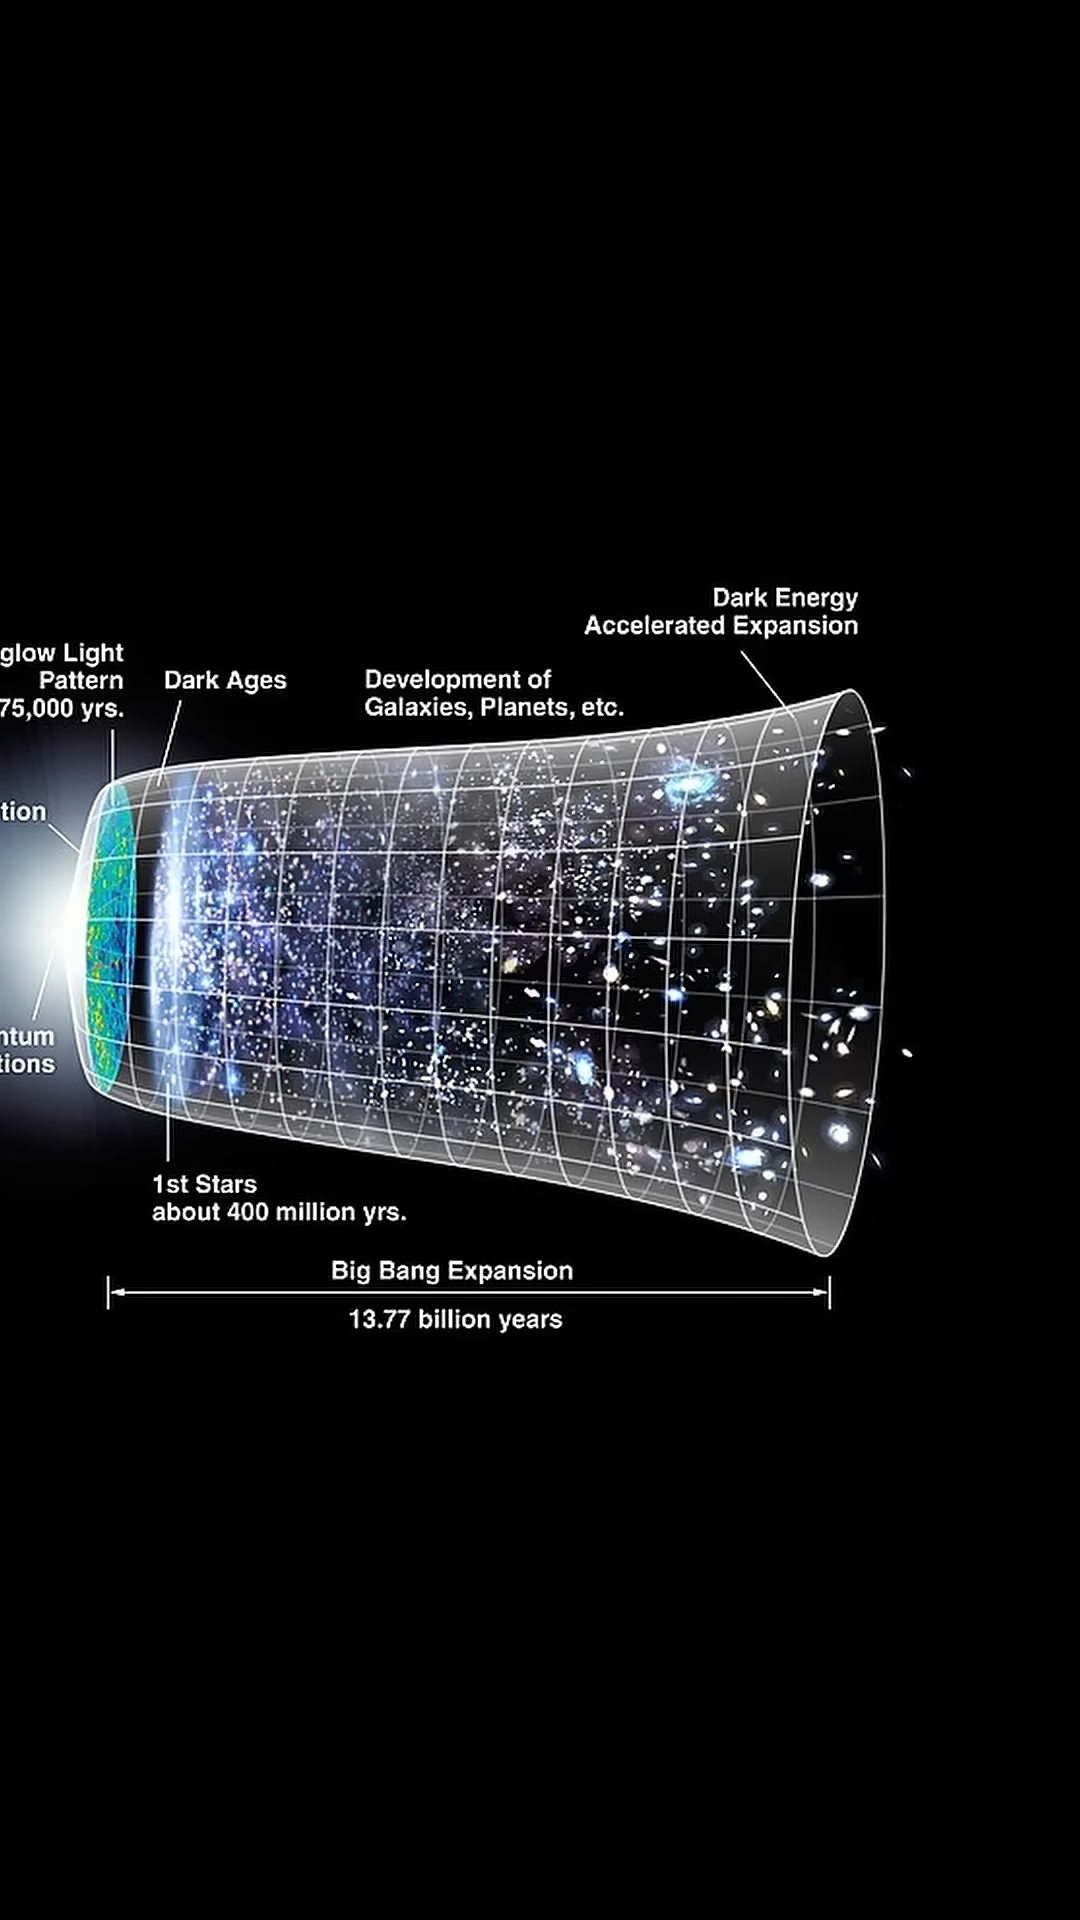 Dark Energy
Accelerated Expansion
glow Light
Pattern
75,000 yrs.
Dark Ages
Development of
Galaxies, Planets, etc.
tion
ntum
tions
1st Stars
about 400 million yrs.
Big Bang Expansion
13.77 billion years